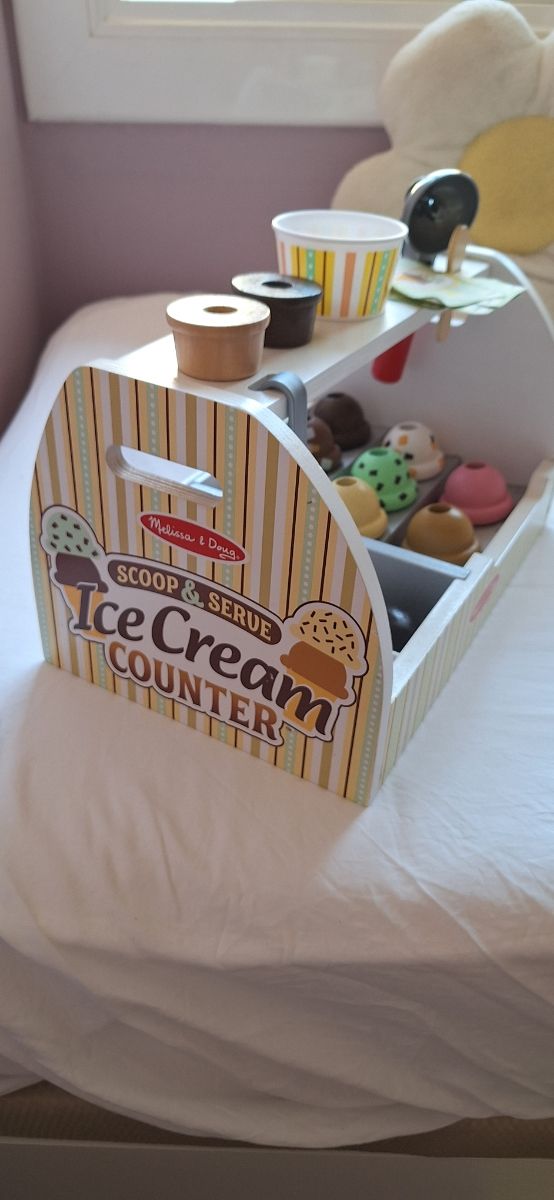 Melissa & Doug.
SCOOP & SERVE
Ice Cream
COUNTER